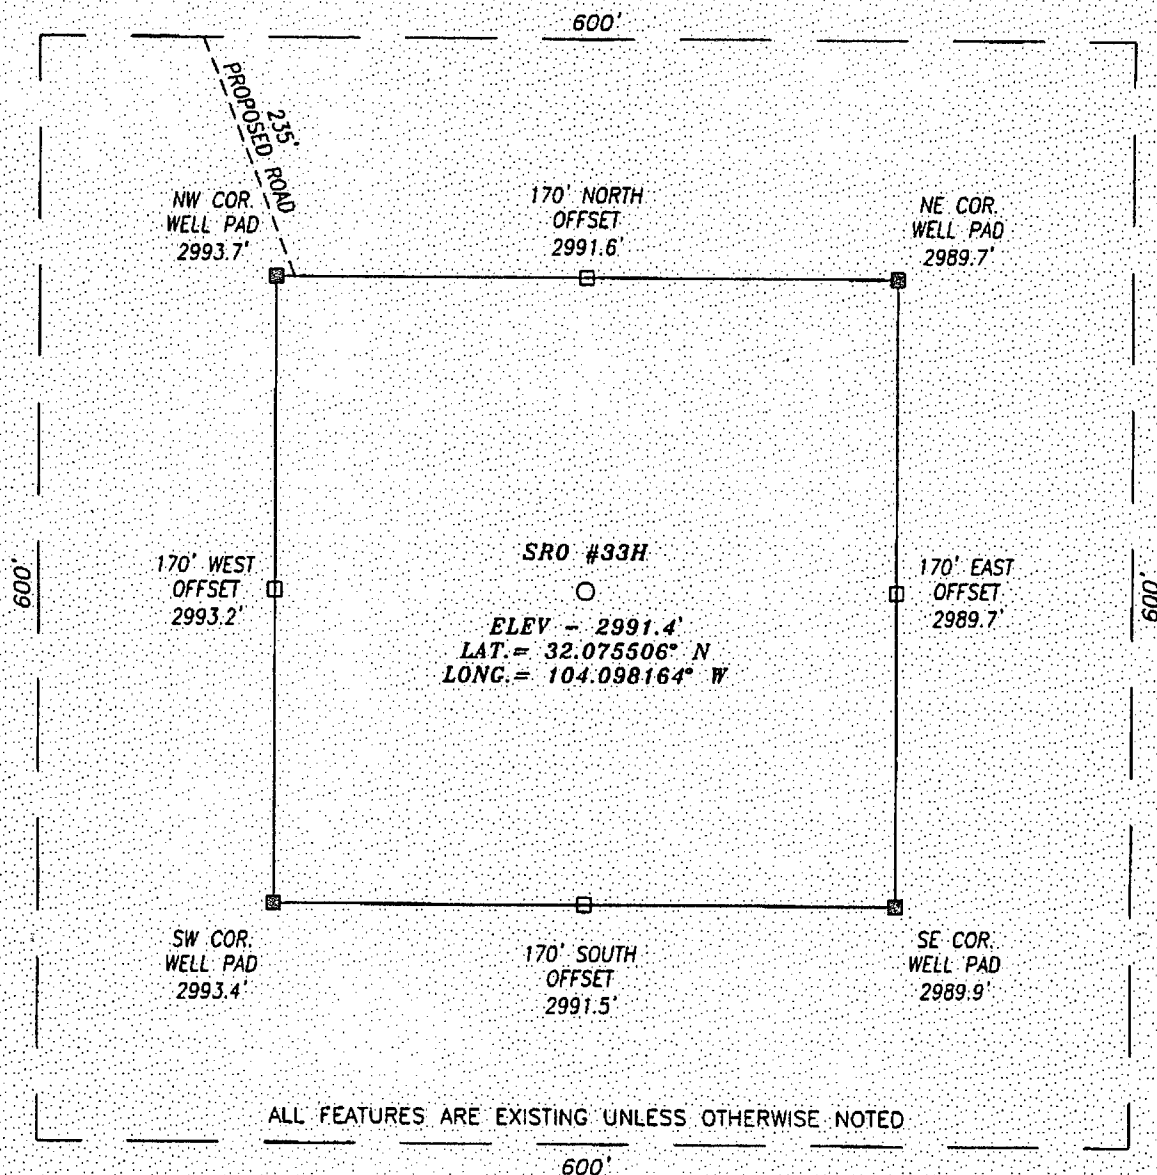 600'
235'
PROPOSED ROAD
NW COR.
WELL PAD
2993.7'
170' NORTH
OFFSET
2991.6'
NE COR.
WELL PAD
2989.7'
600'
170' WEST
OFFSET
2993.2'
SRO #33H
ELEV - 2991.4'
LAT.= 32.075506° N
LONG.= 104.098164° W
170' EAST
OFFSET
2989.7'
600'
SW COR.
WELL PAD
2993.4'
170' SOUTH
OFFSET
2991.5'
SE COR.
WELL PAD
2989.9'
ALL FEATURES ARE EXISTING UNLESS OTHERWISE NOTED
600'